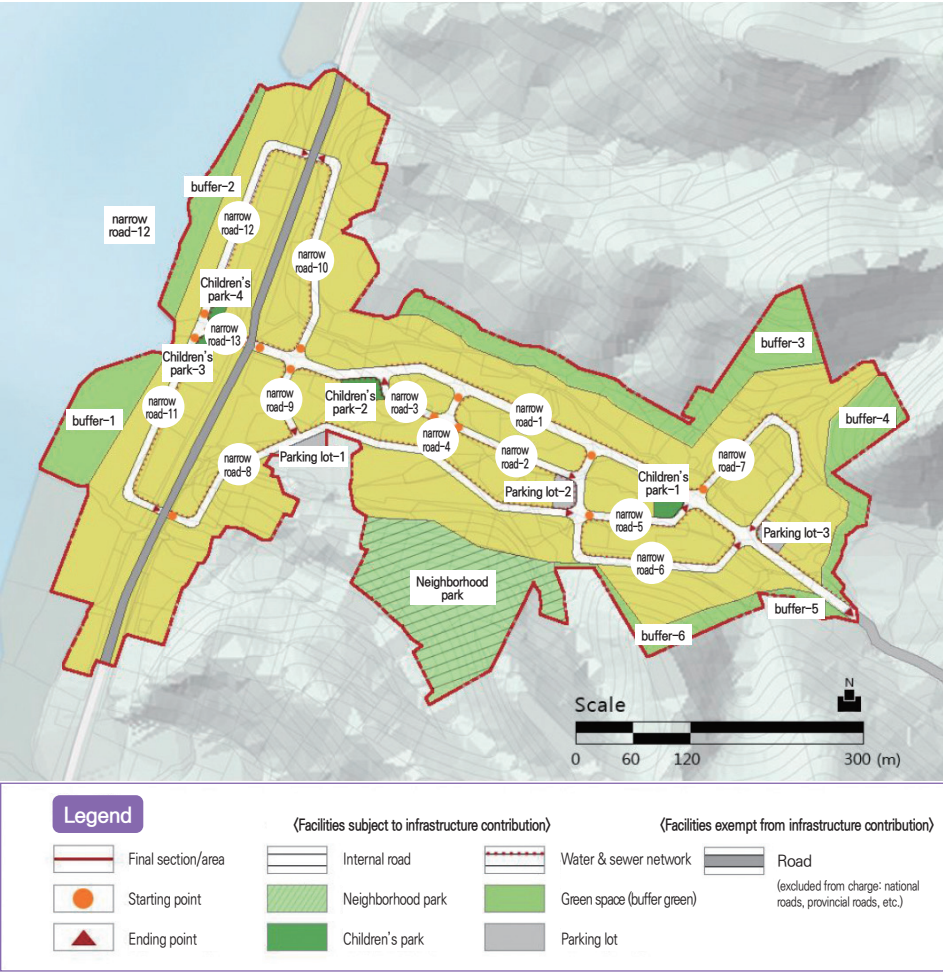 buffer-2
narrow
road-12
narrow
road-12
narrow
road-10
Children's
park-4
narrow
road-13
Children's
park-3
buffer-3
buffer-1
narrow
road-11
narrow
road-9
Children's
park-2
narrow
road-3
narrow
road-1
buffer-4
narrow
road-4
narrow
road-2
narrow
road-7
narrow
road-8
Parking lot-1
Parking lot-2
Children's
park-1
narrow
road-5
Parking lot-3
narrow
road-6
Neighborhood
park
buffer-5
buffer-6
N
Scale
0 60 120 300 (m)
Legend
〈Facilities subject to infrastructure contribution〉
〈Facilities exempt from infrastructure contribution〉
Final section/area
Internal road
Water & sewer network
Road
(excluded from charge: national
roads, provincial roads, etc.)
Starting point
Neighborhood park
Green space (buffer green)
Ending point
Children's park
Parking lot